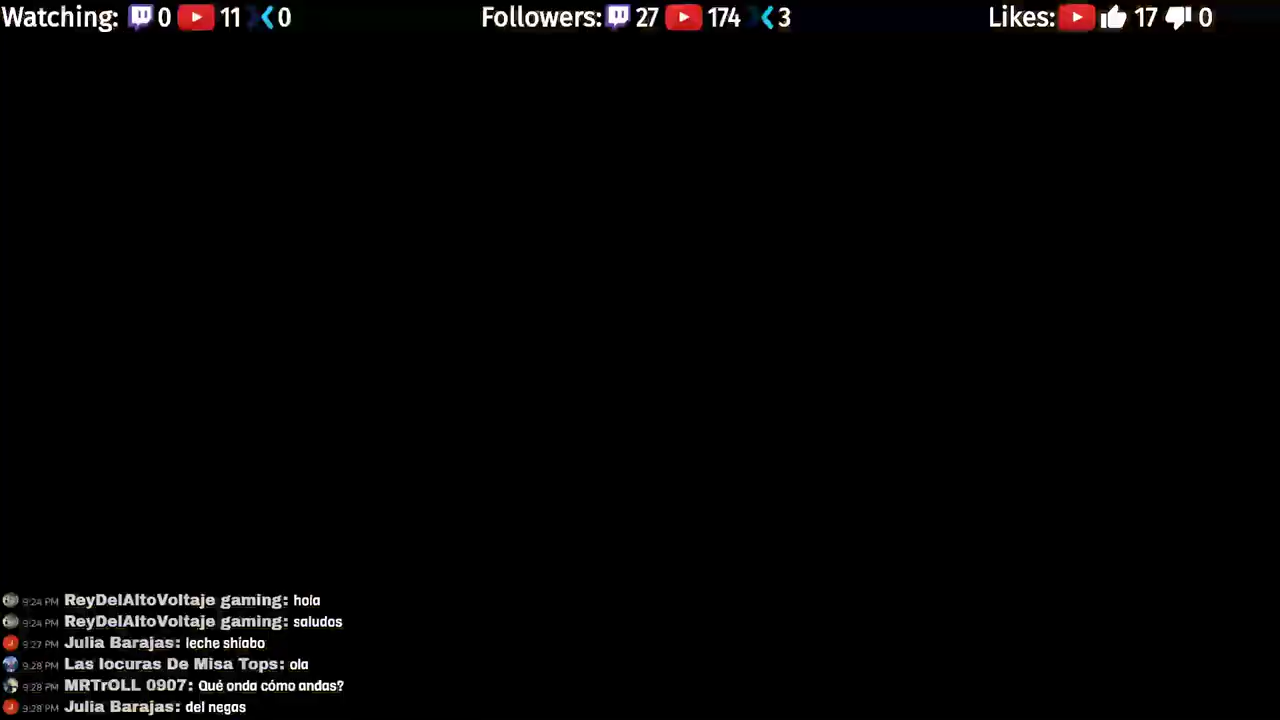 Watching: 0 11 0 Followers: 27 174 3 Likes: 17 0
9:24 PM ReyDelAltoVoltaje gaming: hola
9:24 PM ReyDelAltoVoltaje gaming: saludos
9:27 PM Julia Barajas: leche shiabo
9:28 PM Las locuras De Misa Tops: ola
9:28 PM MRTrOLL 0907: Qué onda cómo andas?
9:28 PM Julia Barajas: del negas